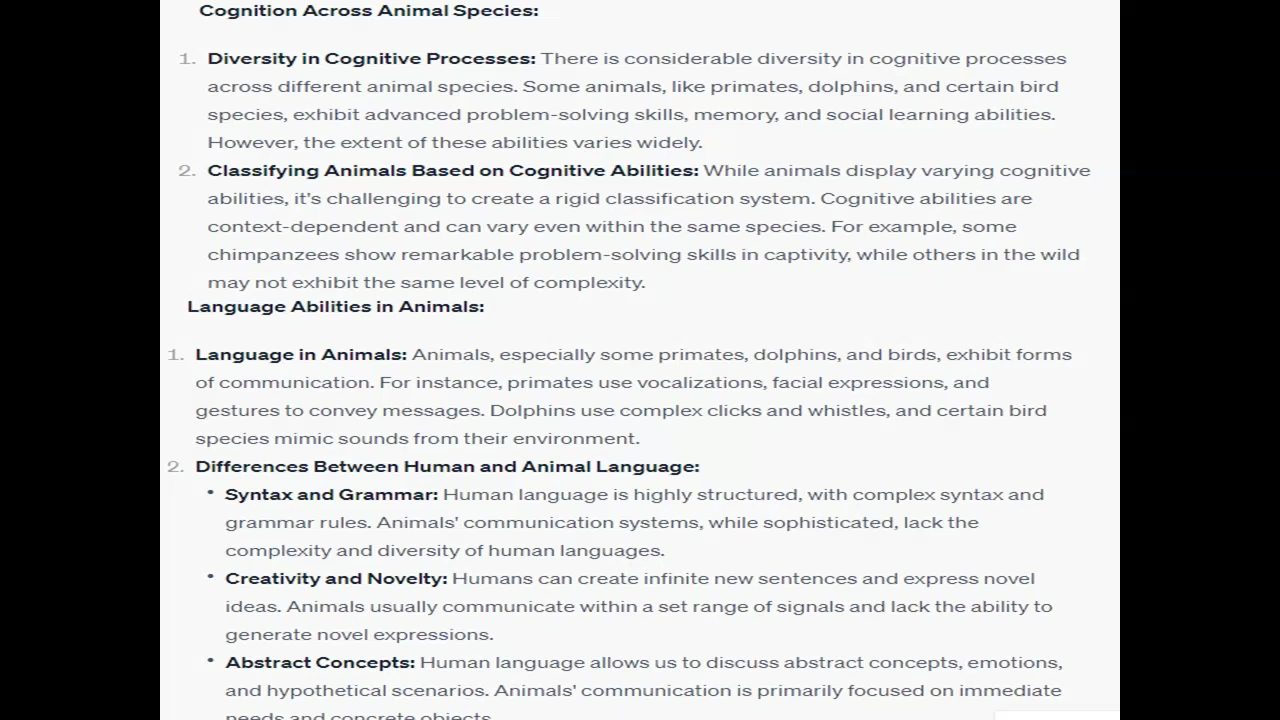 Cognition Across Animal Species:
1. Diversity in Cognitive Processes: There is considerable diversity in cognitive processes
across different animal species. Some animals, like primates, dolphins, and certain bird
species, exhibit advanced problem-solving skills, memory, and social learning abilities.
However, the extent of these abilities varies widely.
2. Classifying Animals Based on Cognitive Abilities: While animals display varying cognitive
abilities, it's challenging to create a rigid classification system. Cognitive abilities are
context-dependent and can vary even within the same species. For example, some
chimpanzees show remarkable problem-solving skills in captivity, while others in the wild
may not exhibit the same level of complexity.
Language Abilities in Animals:
1. Language in Animals: Animals, especially some primates, dolphins, and birds, exhibit forms
of communication. For instance, primates use vocalizations, facial expressions, and
gestures to convey messages. Dolphins use complex clicks and whistles, and certain bird
species mimic sounds from their environment.
2. Differences Between Human and Animal Language:
• Syntax and Grammar: Human language is highly structured, with complex syntax and
grammar rules. Animals' communication systems, while sophisticated, lack the
complexity and diversity of human languages.
• Creativity and Novelty: Humans can create infinite new sentences and express novel
ideas. Animals usually communicate within a set range of signals and lack the ability to
generate novel expressions.
• Abstract Concepts: Human language allows us to discuss abstract concepts, emotions,
and hypothetical scenarios. Animals' communication is primarily focused on immediate
needs and concrete objects.